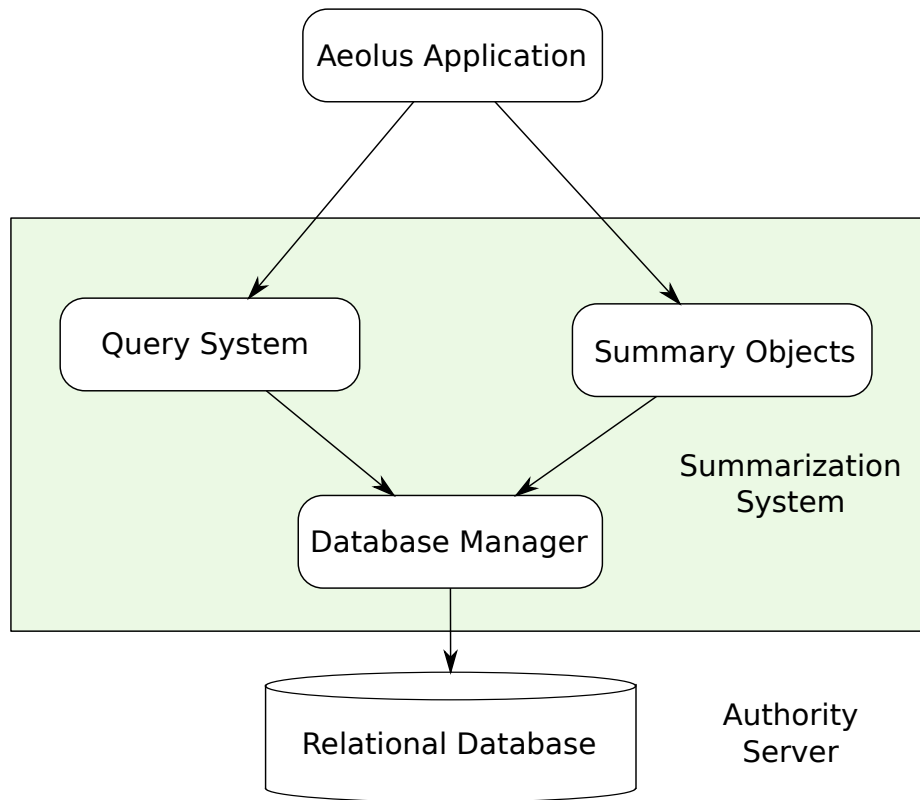 Aeolus Application
Query System
Summary Objects
Summarization
System
Database Manager
Relational Database
Authority
Server